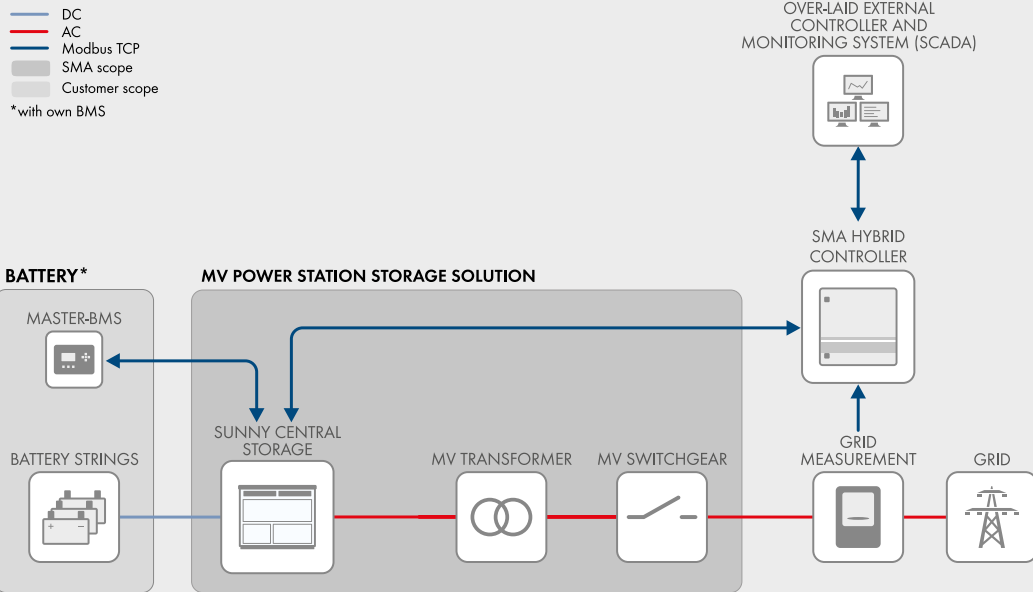 DC
AC
Modbus TCP
SMA scope
Customer scope
*with own BMS
OVER-LAID EXTERNAL
CONTROLLER AND
MONITORING SYSTEM (SCADA)
SMA HYBRID
CONTROLLER
BATTERY*
MV POWER STATION STORAGE SOLUTION
MASTER-BMS
SUNNY CENTRAL
STORAGE
BATTERY STRINGS
MV TRANSFORMER
MV SWITCHGEAR
GRID
MEASUREMENT
GRID